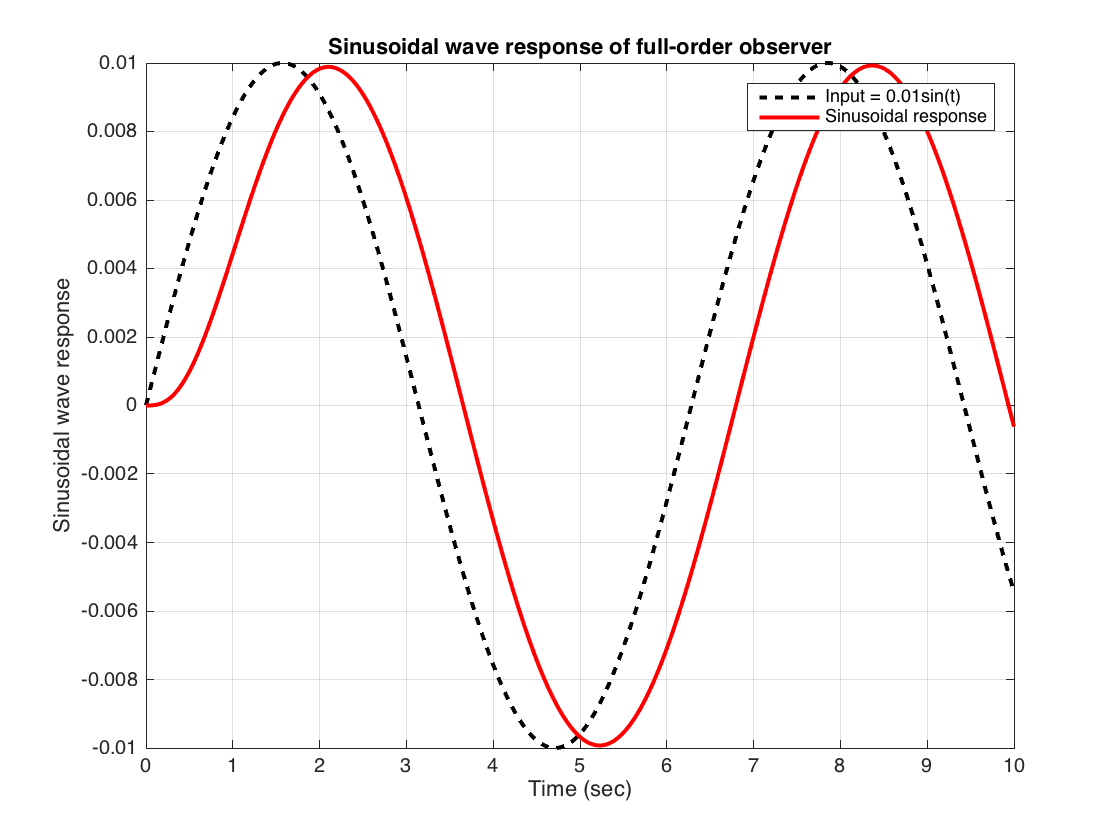 Sinusoidal wave response of full-order observer
Input = 0.01sin(t)
Sinusoidal response
Sinusoidal wave response
0.01
0.008
0.006
0.004
0.002
0
-0.002
-0.004
-0.006
-0.008
-0.01
0 1 2 3 4 5 6 7 8 9 10
Time (sec)